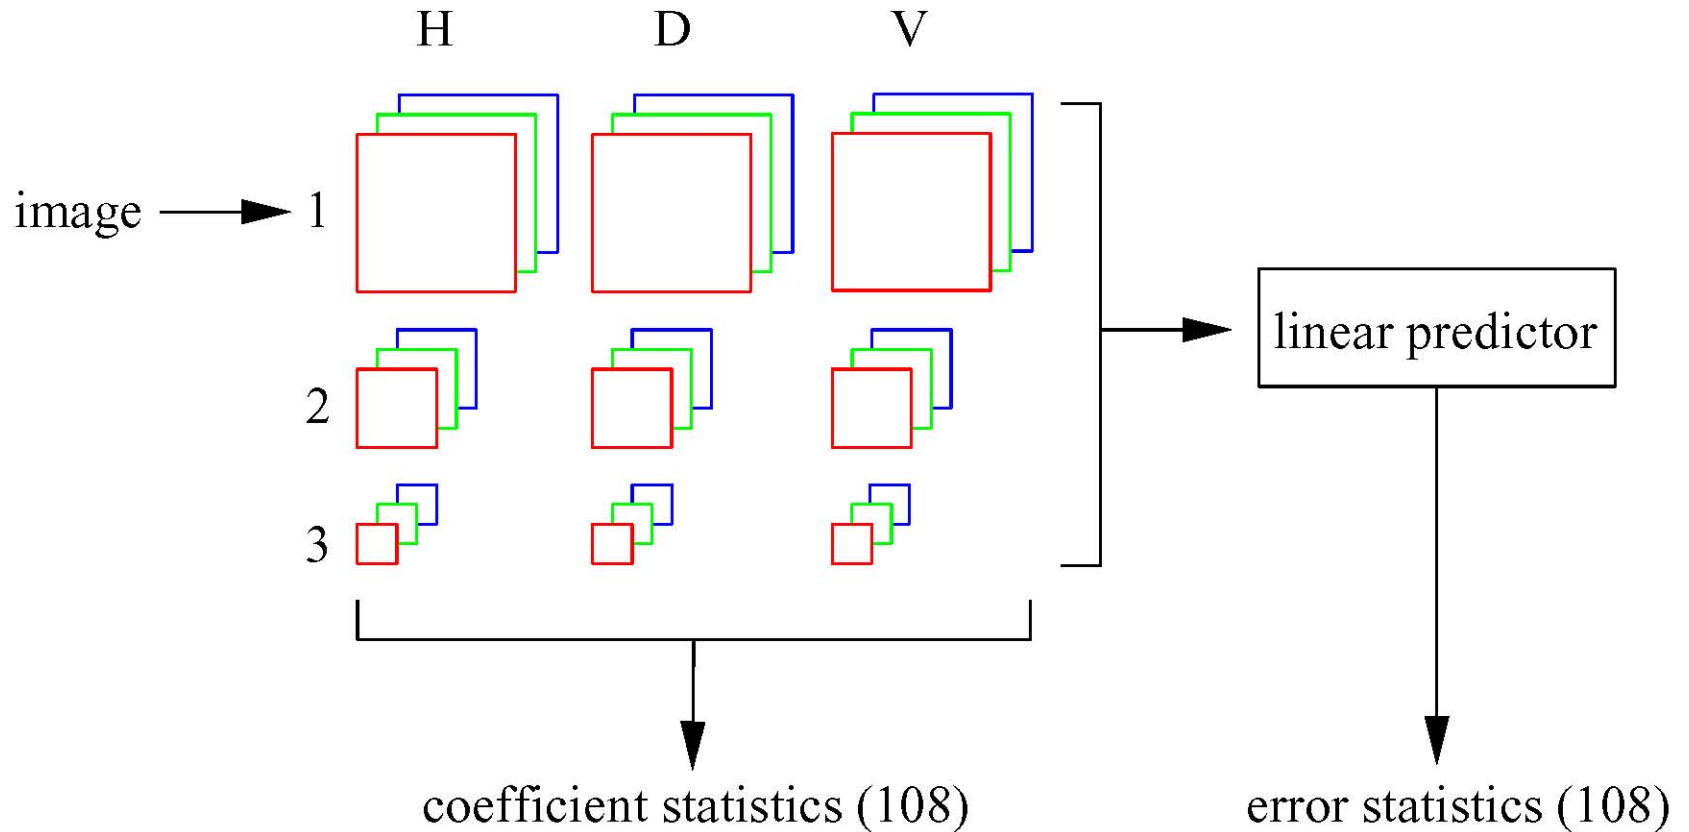 H D V
image 1
linear predictor
2
3
coefficient statistics (108)
error statistics (108)